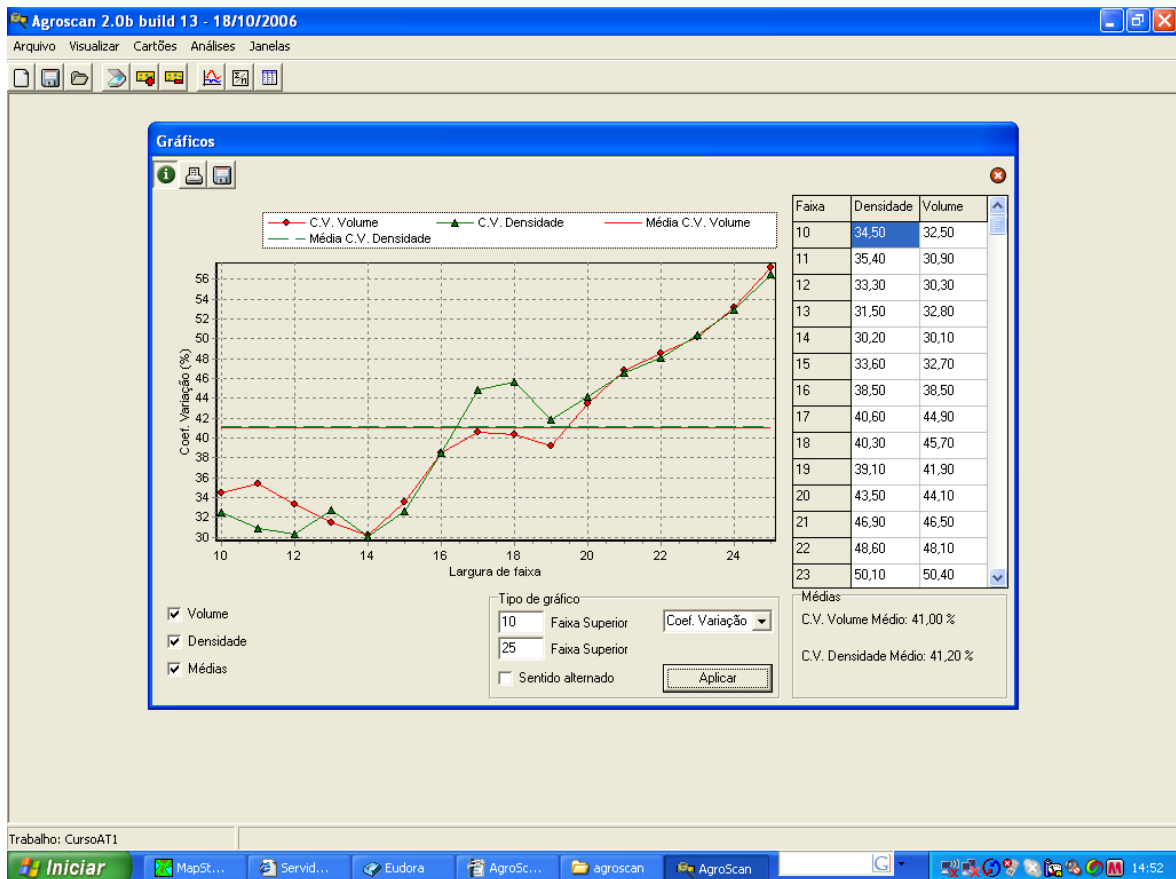 Agroscan 2.0b build 13 - 18/10/2006
Arquivo Visualizar Cartões Análises Janelas
Gráficos
C.V. Volume C.V. Densidade Média C.V. Volume
Média C.V. Densidade
Coef. Variação (%)
56
54
52
50
48
46
44
42
40
38
36
34
32
30
10 12 14 16 18 20 22 24
Largura de faixa
Faixa Densidade Volume
10 34,50 32,50
11 35,40 30,90
12 33,30 30,30
13 31,50 32,80
14 30,20 30,10
15 33,60 32,70
16 38,50 38,50
17 40,60 44,90
18 40,30 45,70
19 39,10 41,90
20 43,50 44,10
21 46,90 46,50
22 48,60 48,10
23 50,10 50,40
Volume
Densidade
Médias
Tipo de gráfico
10 Faixa Superior Coef. Variação
25 Faixa Superior
Sentido alternado Aplicar
Médias
C.V. Volume Médio: 41,00 %
C.V. Densidade Médio: 41,20 %
Trabalho: CursoAT1
Iniciar MapSt... Servid... Eudora AgroSc... agroscan AgroScan G 14:52